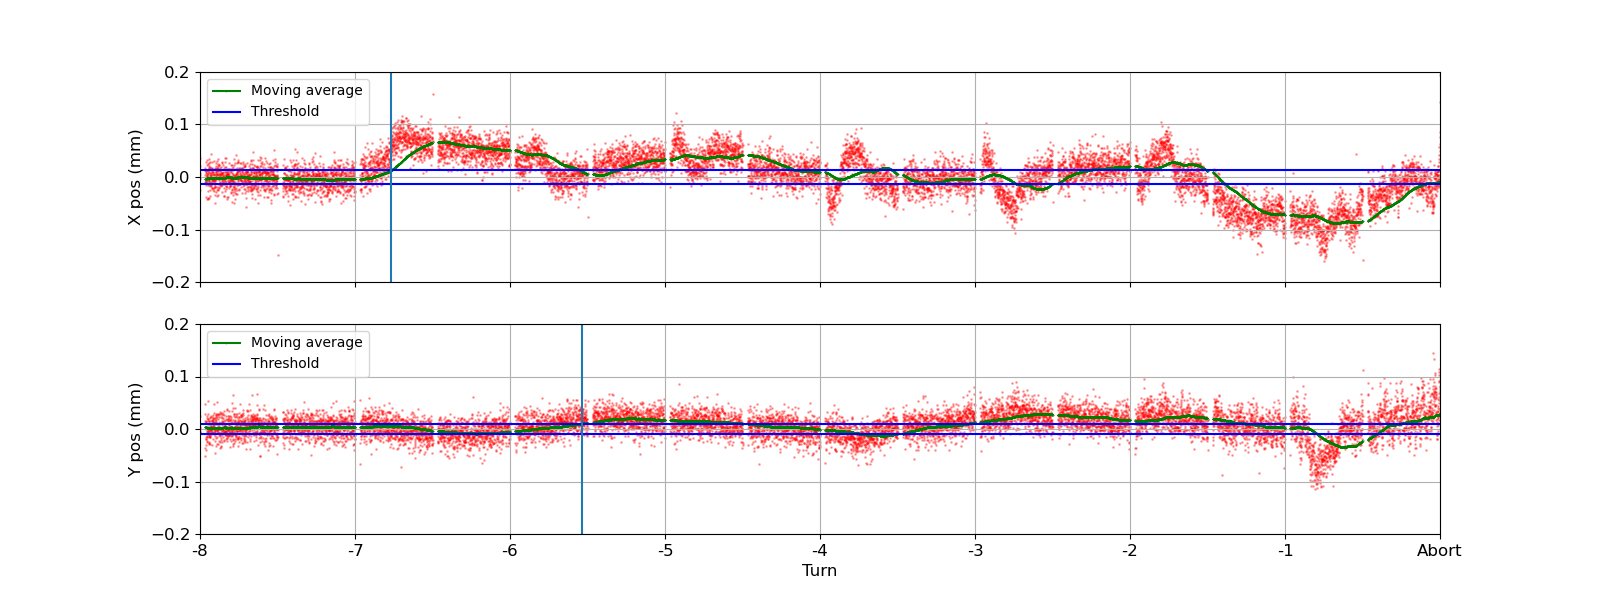 0.2
0.1
0.0
−0.1
−0.2
X pos (mm)
Moving average
Threshold
0.2
0.1
0.0
−0.1
−0.2
Y pos (mm)
Moving average
Threshold
-8 -7 -6 -5 -4 -3 -2 -1 Abort
Turn